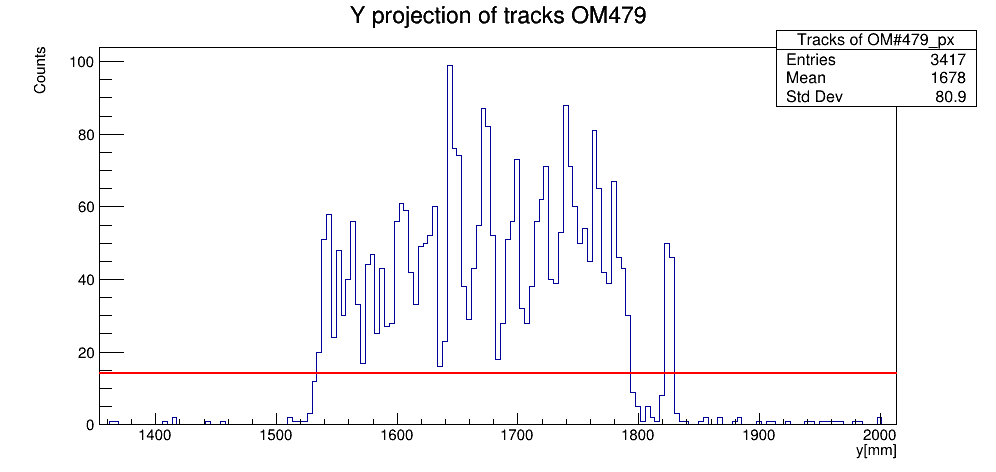 Y projection of tracks OM479
Tracks of OM#479_px
Entries 3417
Mean 1678
Std Dev 80.9
Counts
100
80
60
40
20
0
1400 1500 1600 1700 1800 1900 2000
y[mm]